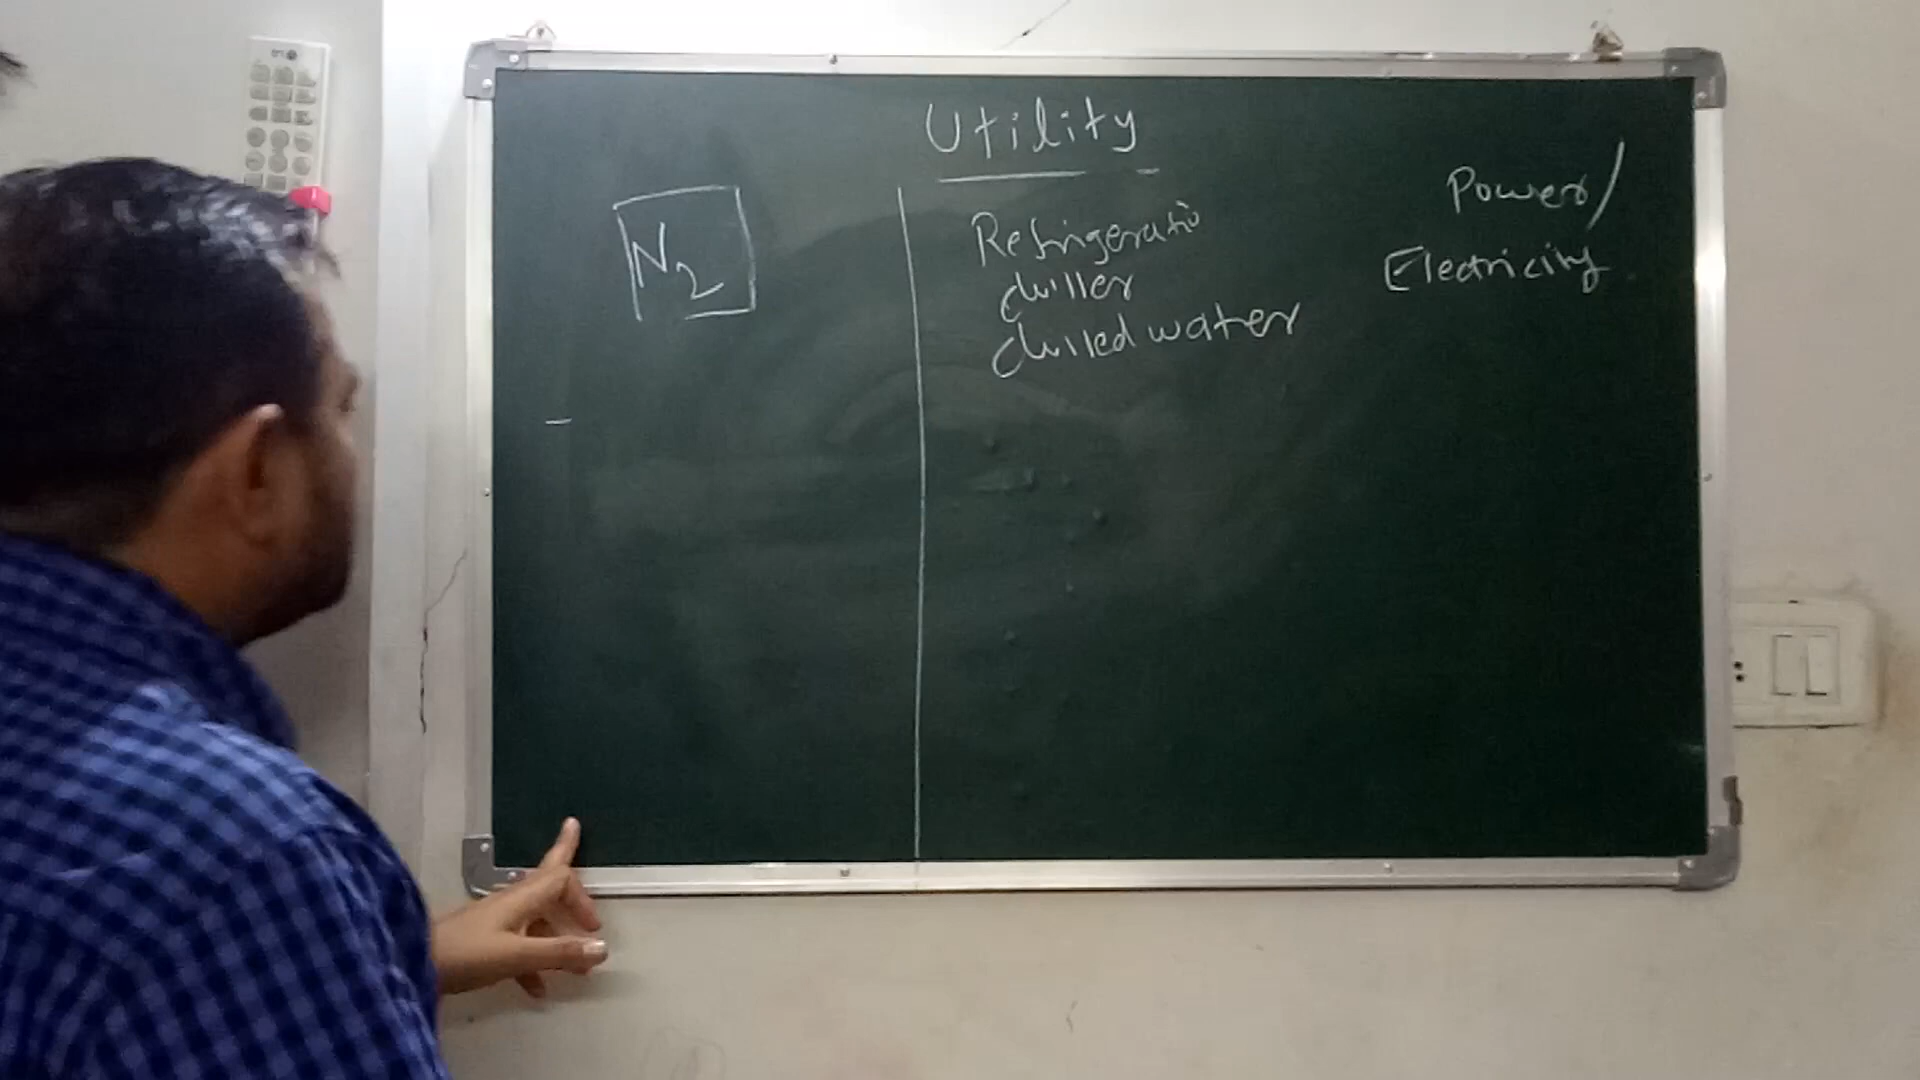 Utility
N2
Refrigeratio
chiller
chilled water
Power/
Electricity